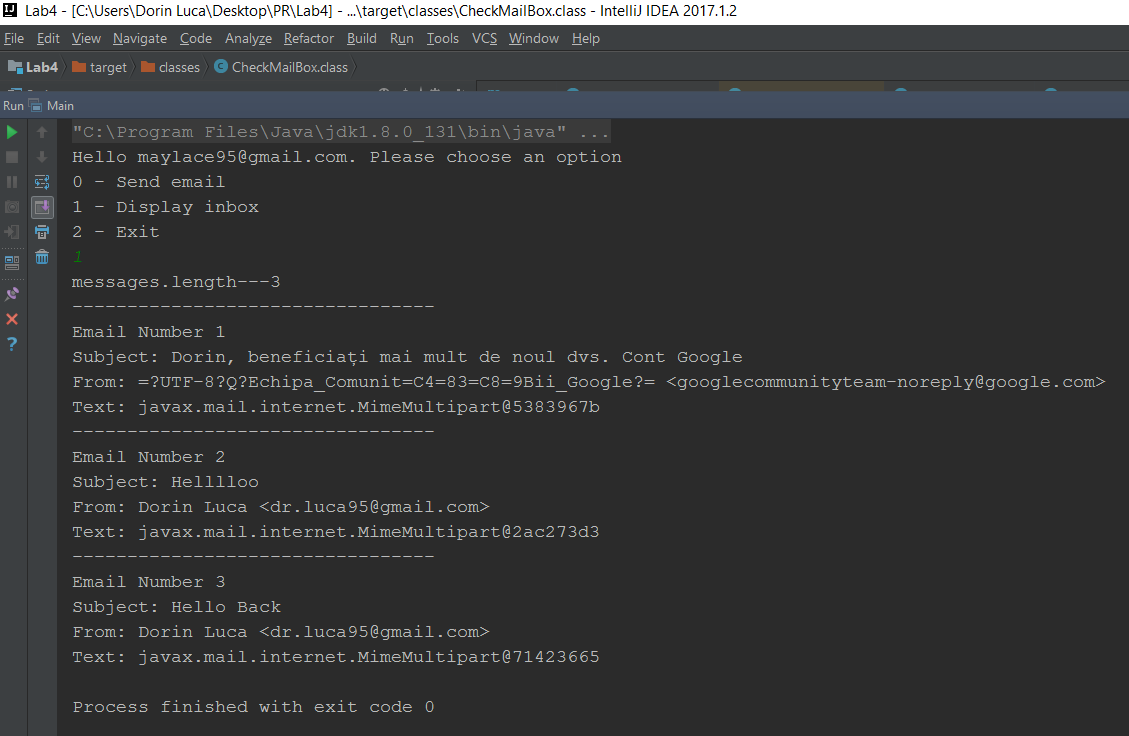 Lab4 - [C:\Users\Dorin Luca\Desktop\PR\Lab4] - ...\target\classes\CheckMailBox.class - IntelliJ IDEA 2017.1.2
File Edit View Navigate Code Analyze Refactor Build Run Tools VCS Window Help
Lab4 target classes CheckMailBox.class
Run Main
"C:\Program Files\Java\jdk1.8.0_131\bin\java" ...
Hello maylace95@gmail.com. Please choose an option
0 - Send email
1 - Display inbox
2 - Exit
1
messages.length---3
---------------------------------
Email Number 1
Subject: Dorin, beneficiați mai mult de noul dvs. Cont Google
From: =?UTF-8?Q?Echipa_Comunit=C4=83=C8=9Bii_Google?= <googlecommunityteam-noreply@google.com>
Text: javax.mail.internet.MimeMultipart@5383967b
---------------------------------
Email Number 2
Subject: Helllloo
From: Dorin Luca <dr.luca95@gmail.com>
Text: javax.mail.internet.MimeMultipart@2ac273d3
---------------------------------
Email Number 3
Subject: Hello Back
From: Dorin Luca <dr.luca95@gmail.com>
Text: javax.mail.internet.MimeMultipart@71423665
Process finished with exit code 0